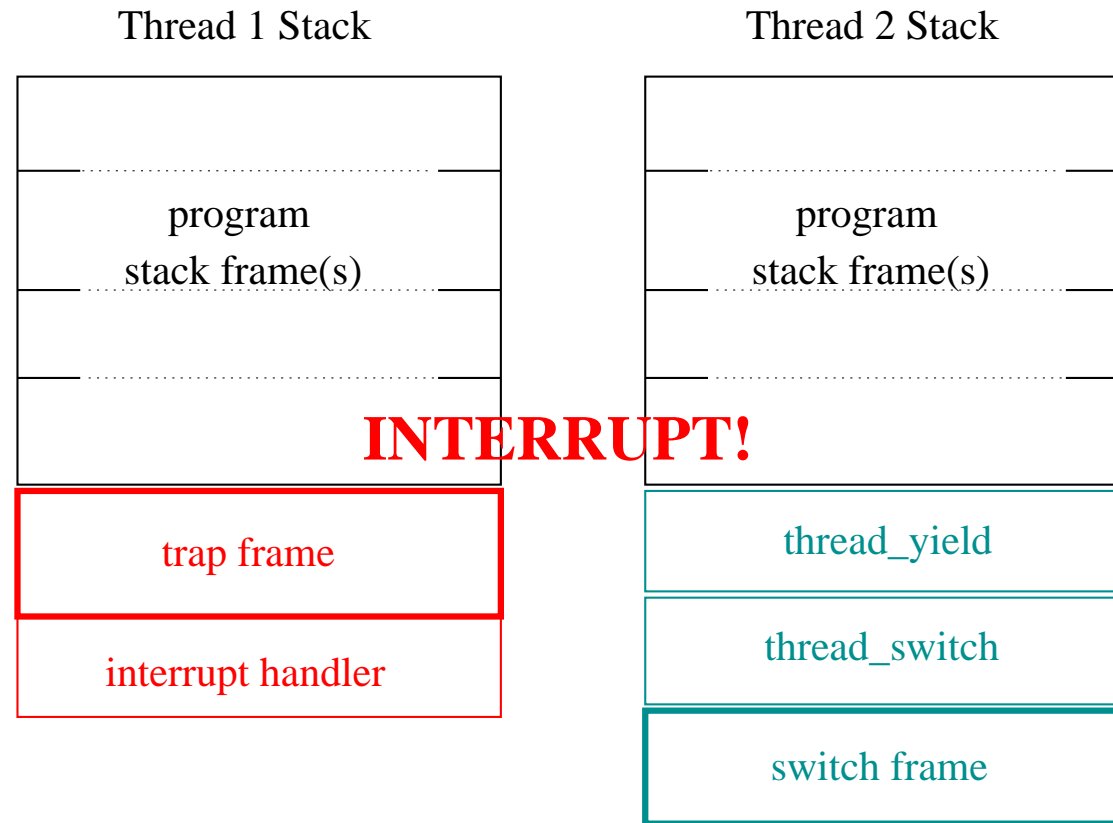 Thread 1 Stack
Thread 2 Stack
program
stack frame(s)
program
stack frame(s)
INTERRUPT!
trap frame
interrupt handler
thread_yield
thread_switch
switch frame